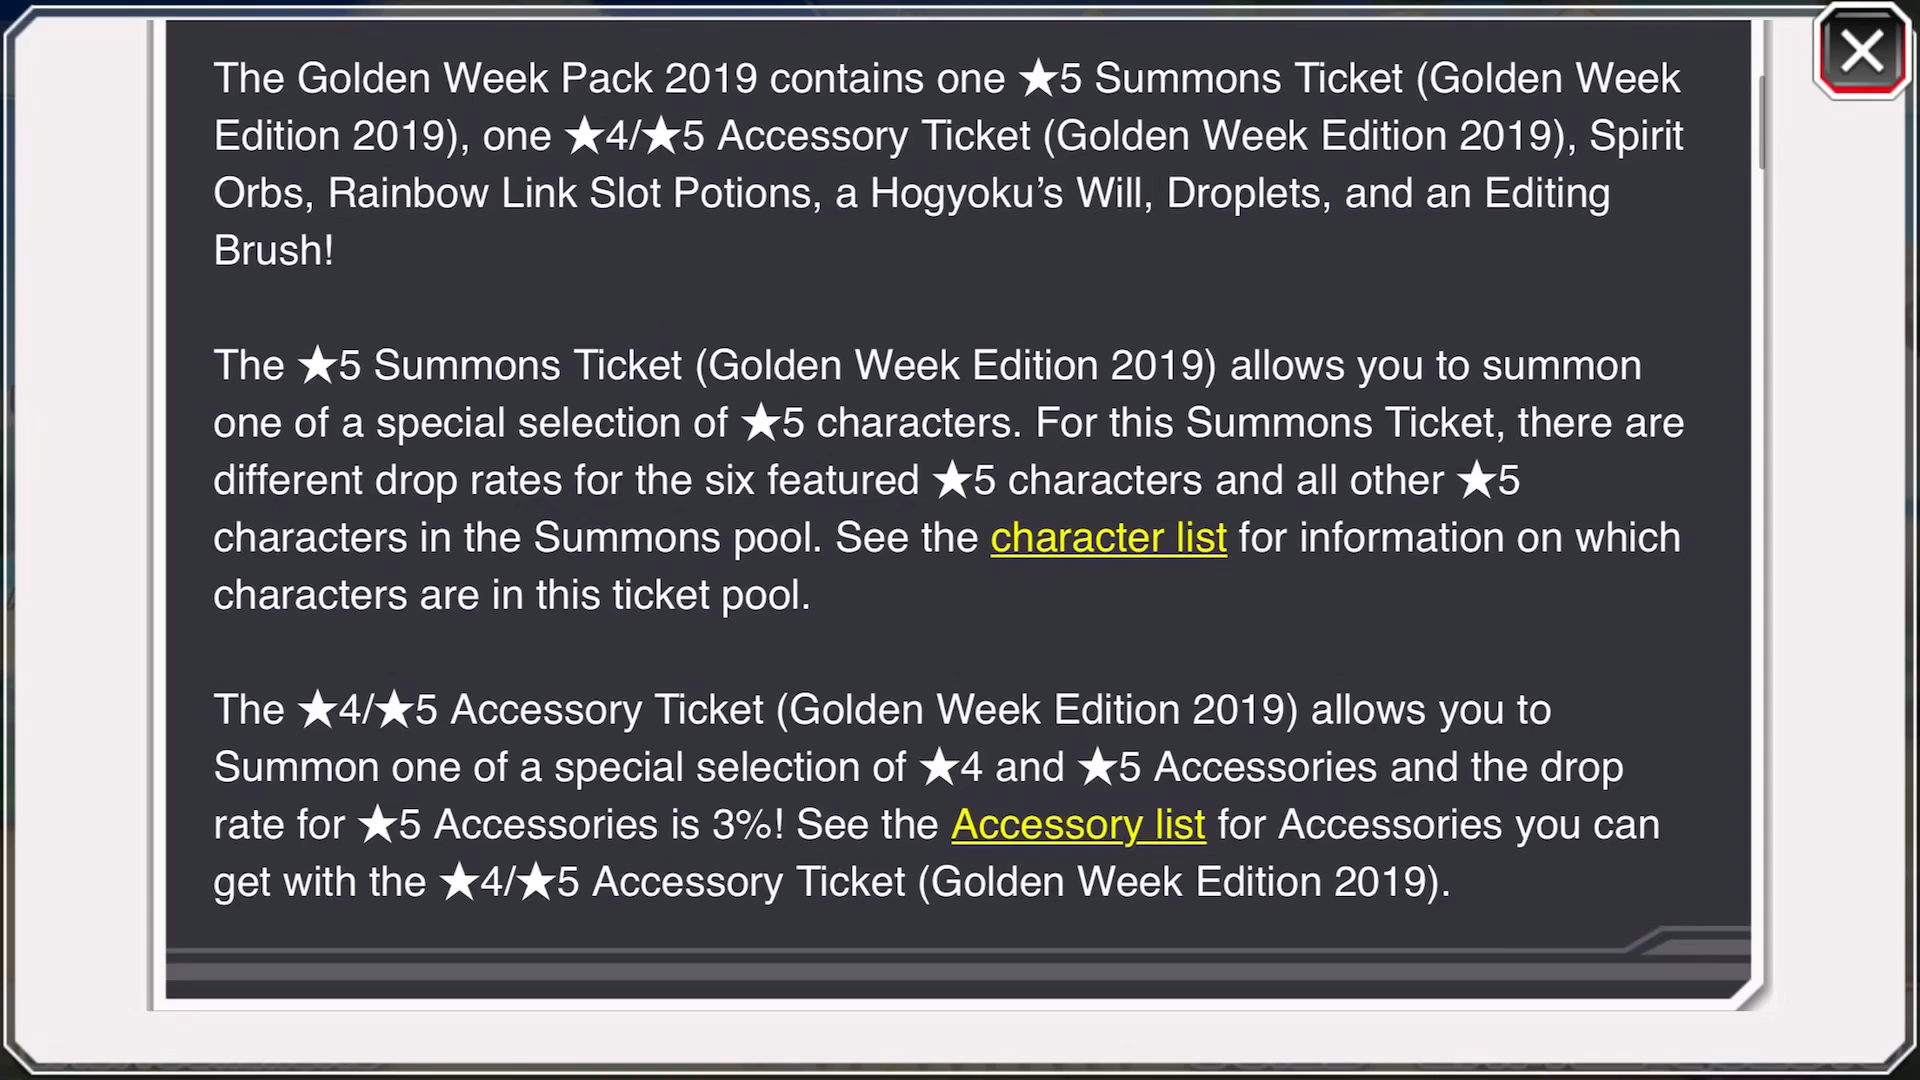 The Golden Week Pack 2019 contains one ★5 Summons Ticket (Golden Week
Edition 2019), one ★4/★5 Accessory Ticket (Golden Week Edition 2019), Spirit
Orbs, Rainbow Link Slot Potions, a Hogyoku’s Will, Droplets, and an Editing
Brush!
The ★5 Summons Ticket (Golden Week Edition 2019) allows you to summon
one of a special selection of ★5 characters. For this Summons Ticket, there are
different drop rates for the six featured ★5 characters and all other ★5
characters in the Summons pool. See the character list for information on which
characters are in this ticket pool.
The ★4/★5 Accessory Ticket (Golden Week Edition 2019) allows you to
Summon one of a special selection of ★4 and ★5 Accessories and the drop
rate for ★5 Accessories is 3%! See the Accessory list for Accessories you can
get with the ★4/★5 Accessory Ticket (Golden Week Edition 2019).